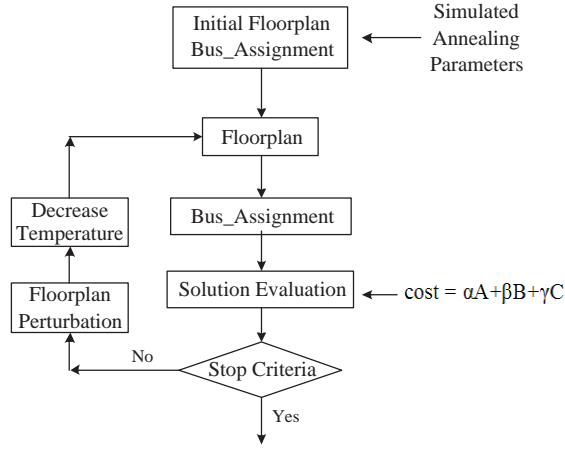 Initial Floorplan
Bus_Assignment
Simulated
Annealing
Parameters
Floorplan
Bus_Assignment
Decrease
Temperature
Solution Evaluation
cost = αA+βB+γC
Floorplan
Perturbation
No
Stop Criteria
Yes